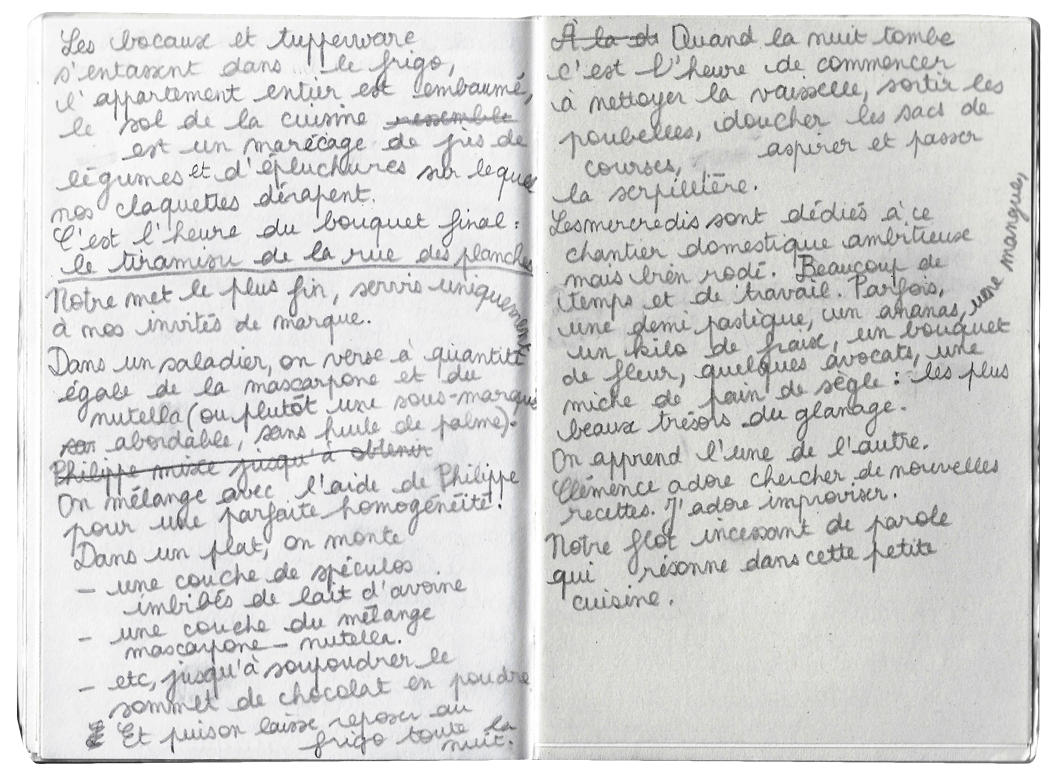 Les bocaux et tupperware
s'entassent dans le frigo,
l'appartement entier est embaumé,
le sol de la cuisine ressemble
est un marécage de jus de
légumes et d'épluchures sur lequel
nos claquettes dérapent.
C'est l'heure du bouquet final :
le tiramisu de la rue des planches
Notre met le plus fin, servis uniquement
à nos invités de marque.
Dans un saladier, on verse à quantité
égale de la mascarpone et du
nutella (ou plutôt une sous-marque
abordable, sans huile de palme).
Philippe mixe jusqu'à obtenir
On mélange avec l'aide de Philippe
pour une parfaite homogénéité!
Dans un plat, on monte
- une couche de spéculos
imbibés de lait d'avoine
- une couche du mélange
mascarpone - nutella.
- etc, jusqu'à soupoudrer le
sommet de chocolat en poudre
Et puis on laisse reposer au
frigo toute la
nuit.
À la Quand la nuit tombe
c'est l'heure de commencer
à nettoyer la vaisselle, sortir les
poubelles, doucher les sacs de
courses, aspirer et passer
la serpillère.
Les mercredis sont dédiés à ce
chantier domestique ambitieux
mais bien rodé. Beaucoup de
temps et de travail. Parfois,
une demi pastèque, un ananas, une mangue,
un kilo de fraise, un bouquet
de fleur, quelques avocats, une
miche de pain de seigle : les plus
beaux trésors du glanage.
On apprend l'une de l'autre.
Clémence adore chercher de nouvelles
recettes. J'adore improviser.
Notre flot incessant de parole
qui résonne dans cette petite
cuisine.